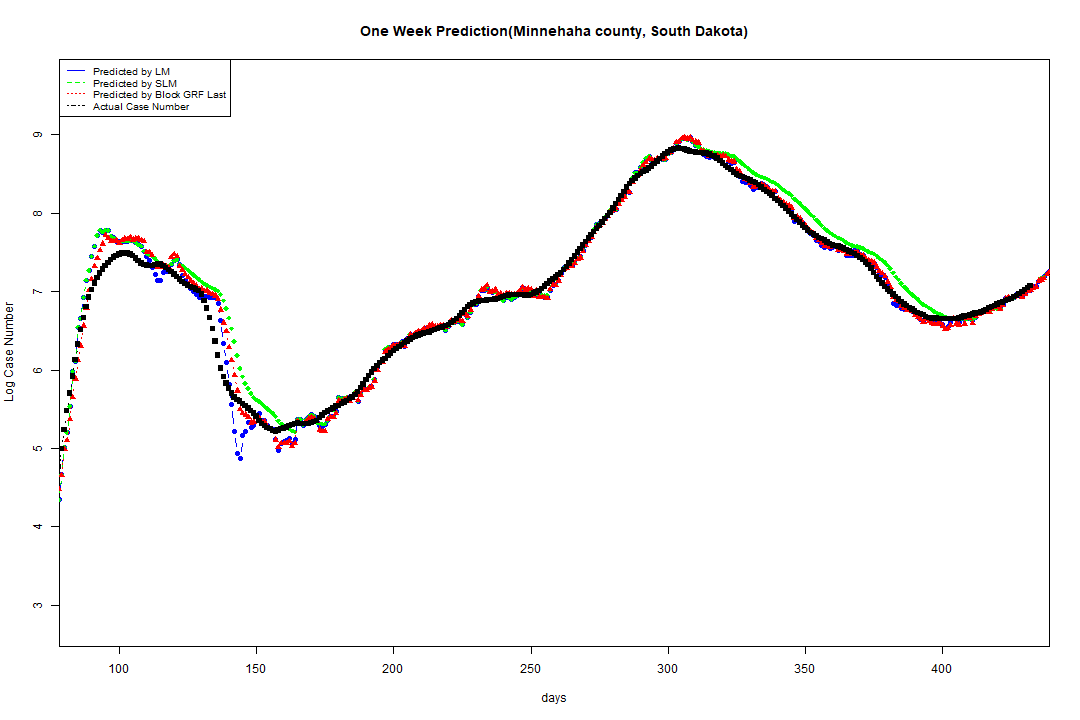 One Week Prediction(Minnehaha county, South Dakota)
Predicted by LM
Predicted by SLM
Predicted by Block GRF Last
Actual Case Number
9
8
7
6
5
4
3
Log Case Number
100 150 200 250 300 350 400
days